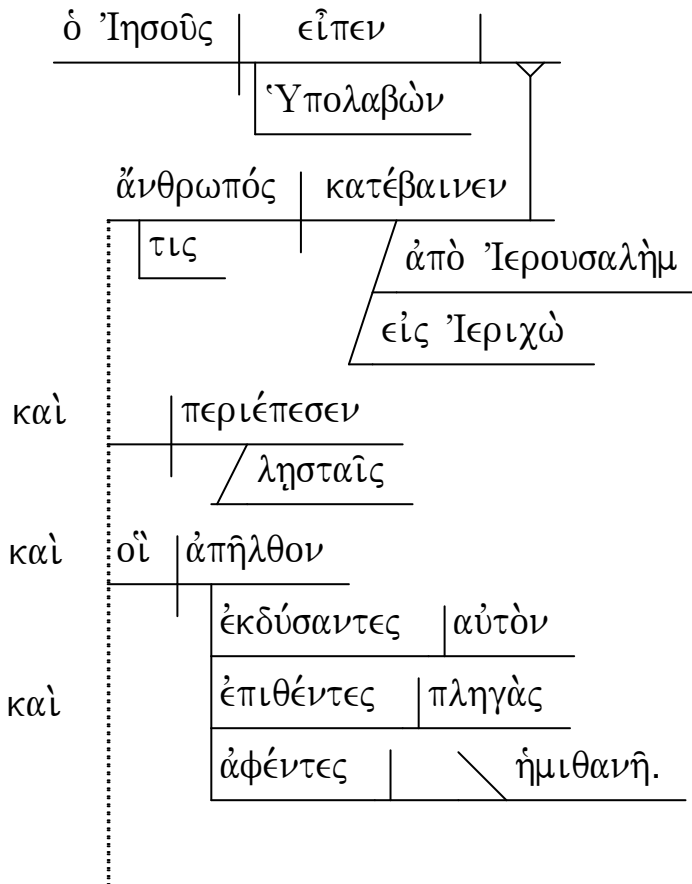 ὁ Ἰησοῦς εἶπεν
Ὑπολαβὼν
ἄνθρωπός κατέβαινεν
τις
ἀπὸ Ἰερουσαλὴμ
εἰς Ἰεριχὼ
καὶ περιέπεσεν
λῃσταῖς
καὶ οἳ ἀπῆλθον
ἐκδύσαντες αὐτὸν
καὶ ἐπιθέντες πληγὰς
ἀφέντες ἡμιθανῆ.